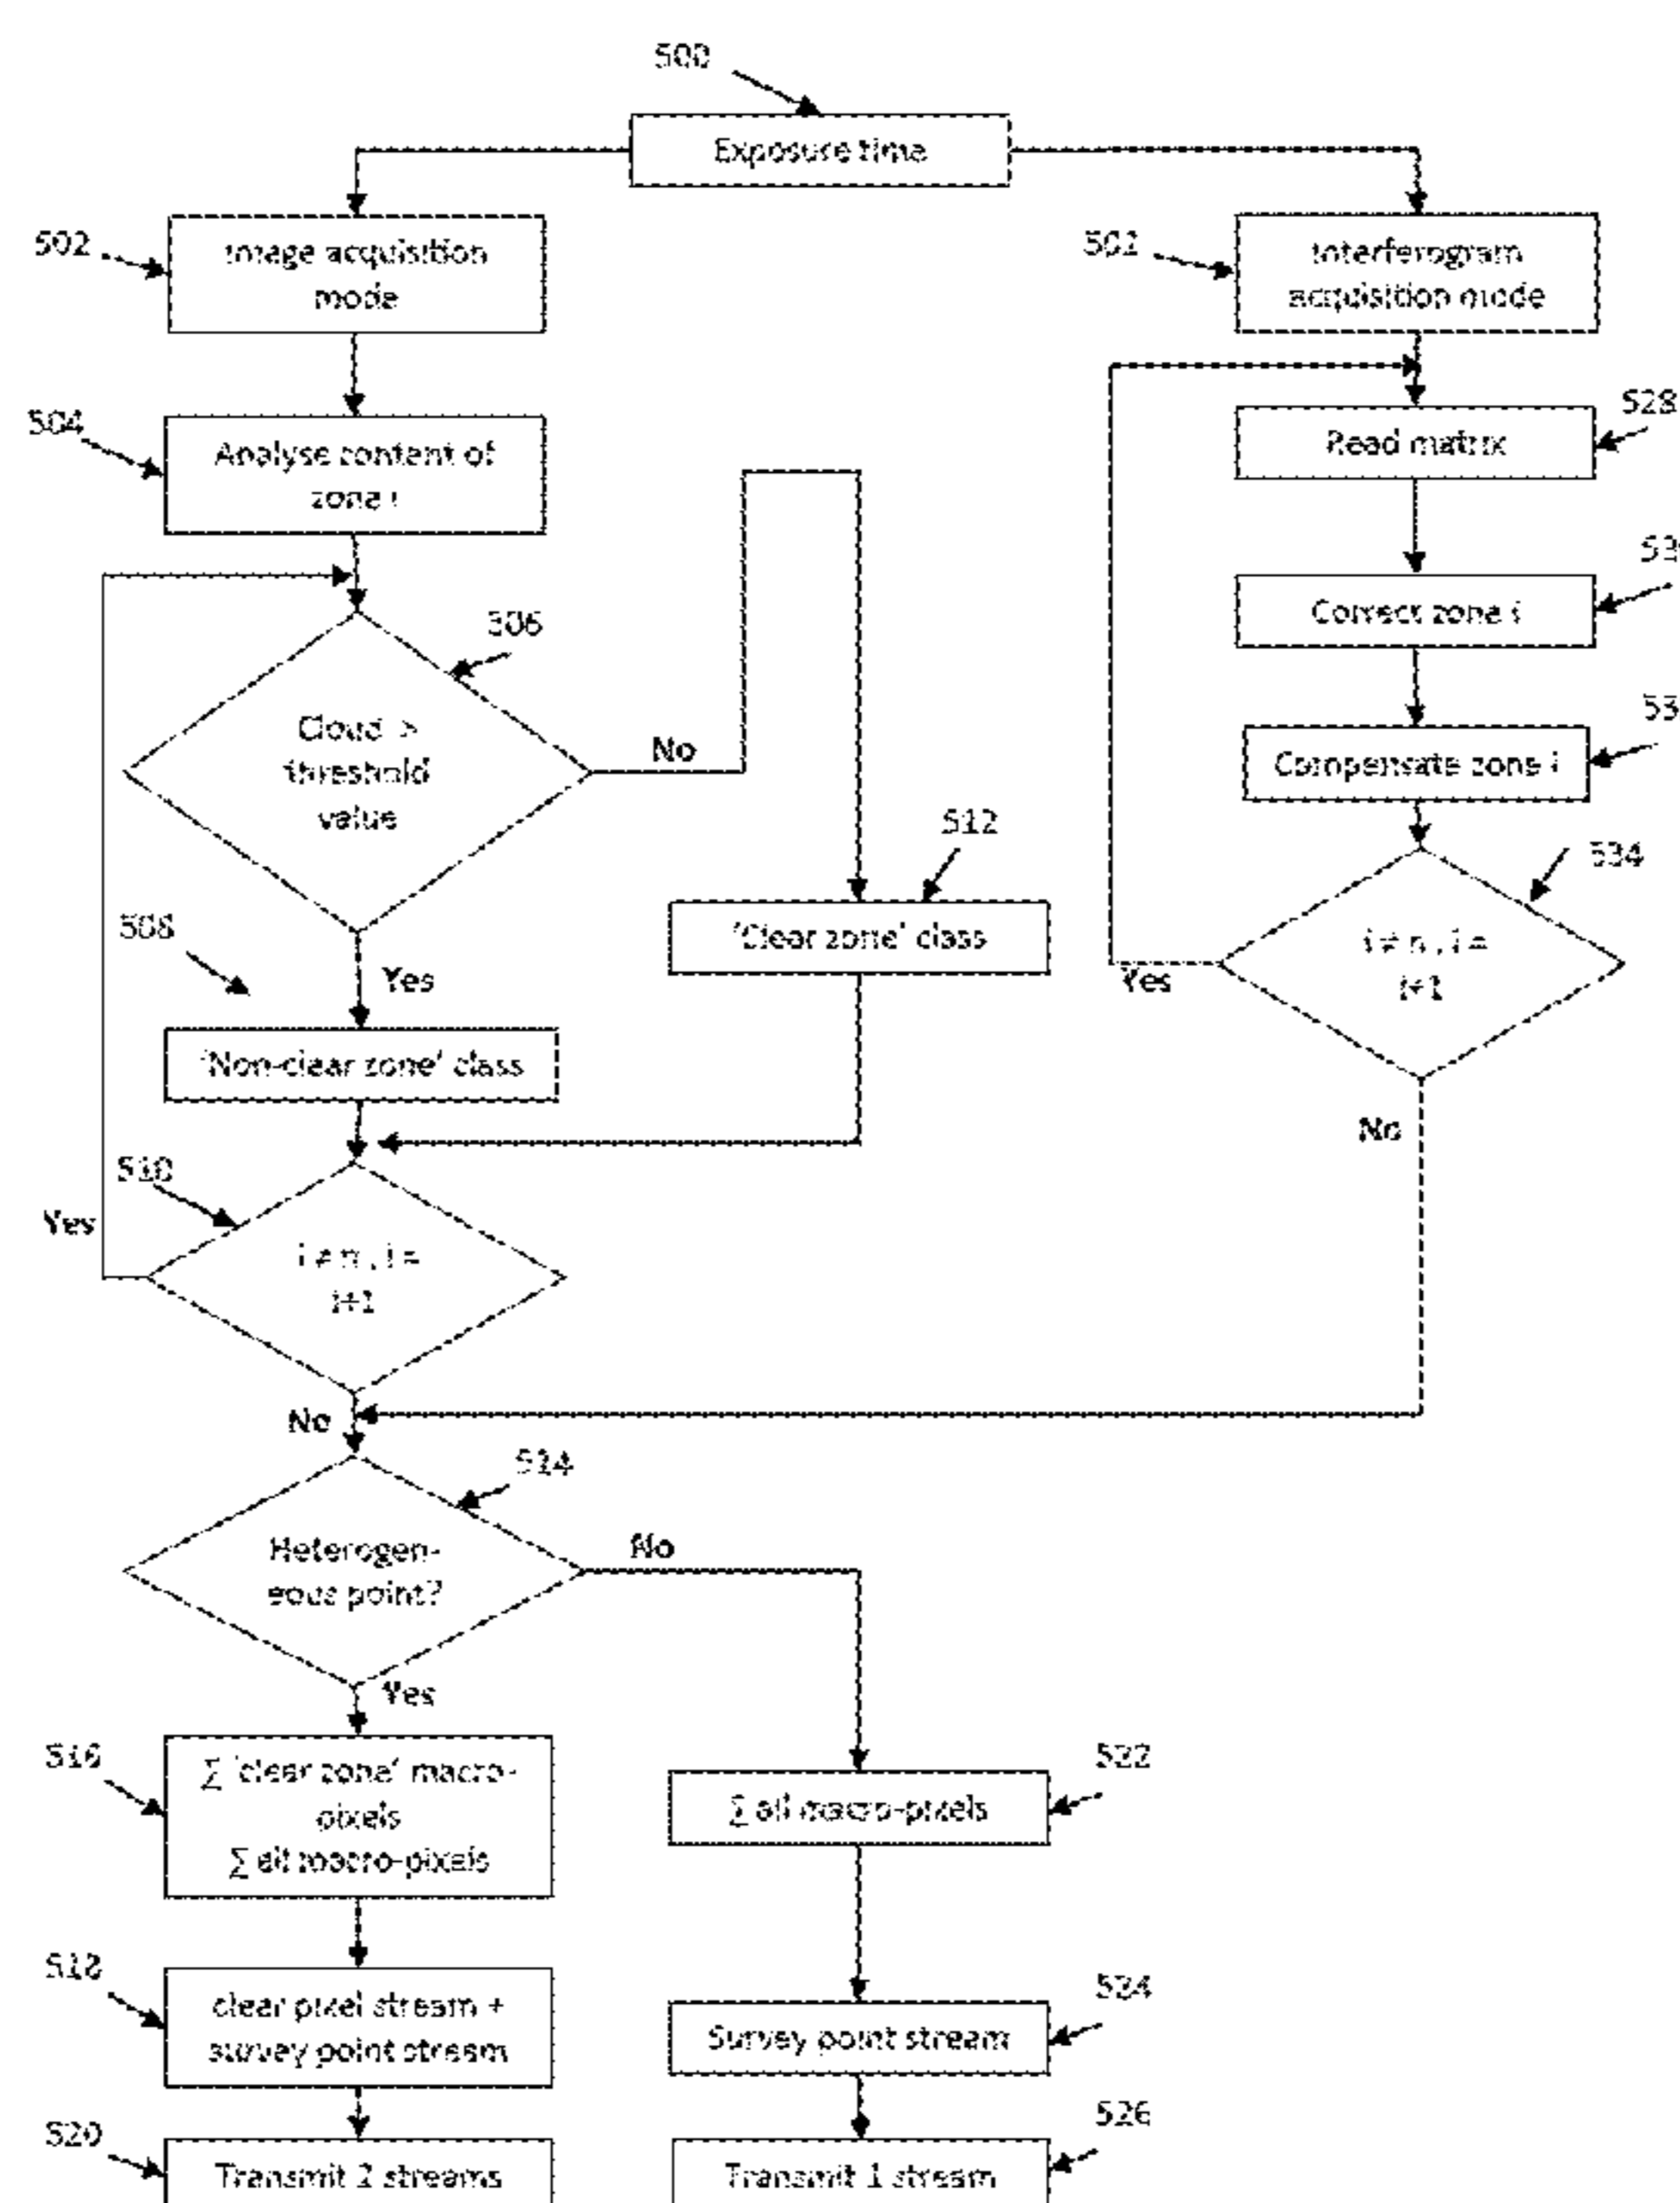 500
Exposure time
502
Image acquisition
mode
502
Interferogram
acquisition mode
504
Analyse content of
zone i
528
Read matrix
53
Correct zone i
506
Cloud >
threshold
value
No
53
Compensate zone i
512
'Clear zone' class
534
i ≠ n, i =
i+1
Yes
508
Yes
'Non-clear zone' class
No
510
Yes
i ≠ n, i =
i+1
No
514
Heterogen-
eous point?
No
Yes
516
∑ 'clear zone' macro-
pixels
∑ all macro-pixels
522
∑ all macro-pixels
518
clear pixel stream +
survey point stream
524
Survey point stream
520
Transmit 2 streams
526
Transmit 1 stream